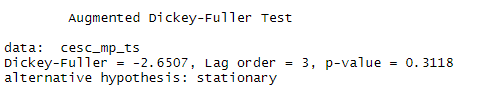 Augmented Dickey-Fuller Test
data:  cesc_mp_ts
Dickey-Fuller = -2.6507, Lag order = 3, p-value = 0.3118
alternative hypothesis: stationary